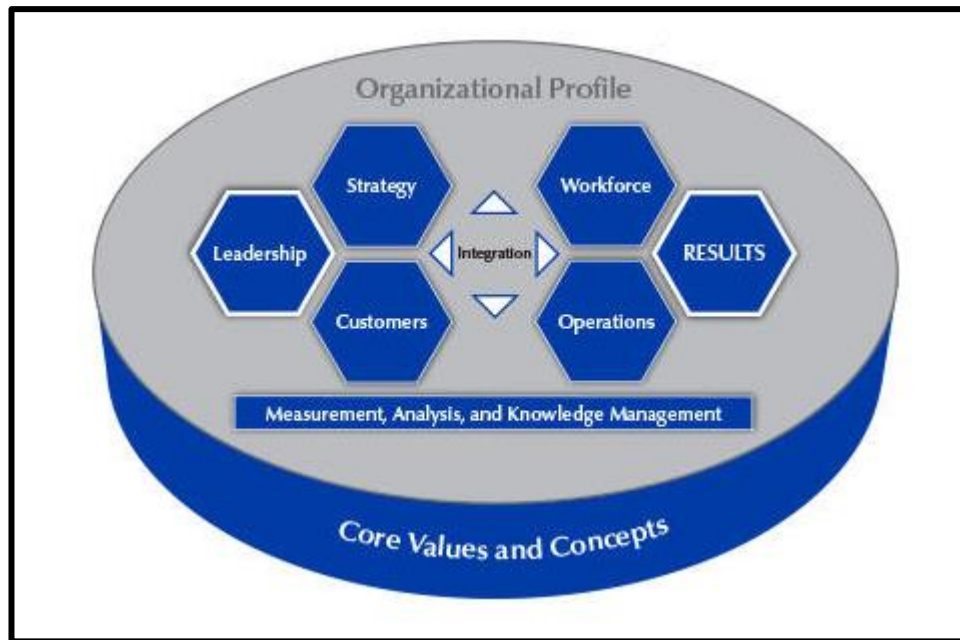 Organizational Profile
Strategy
Workforce
Leadership
Integration
RESULTS
Customers
Operations
Measurement, Analysis, and Knowledge Management
Core Values and Concepts